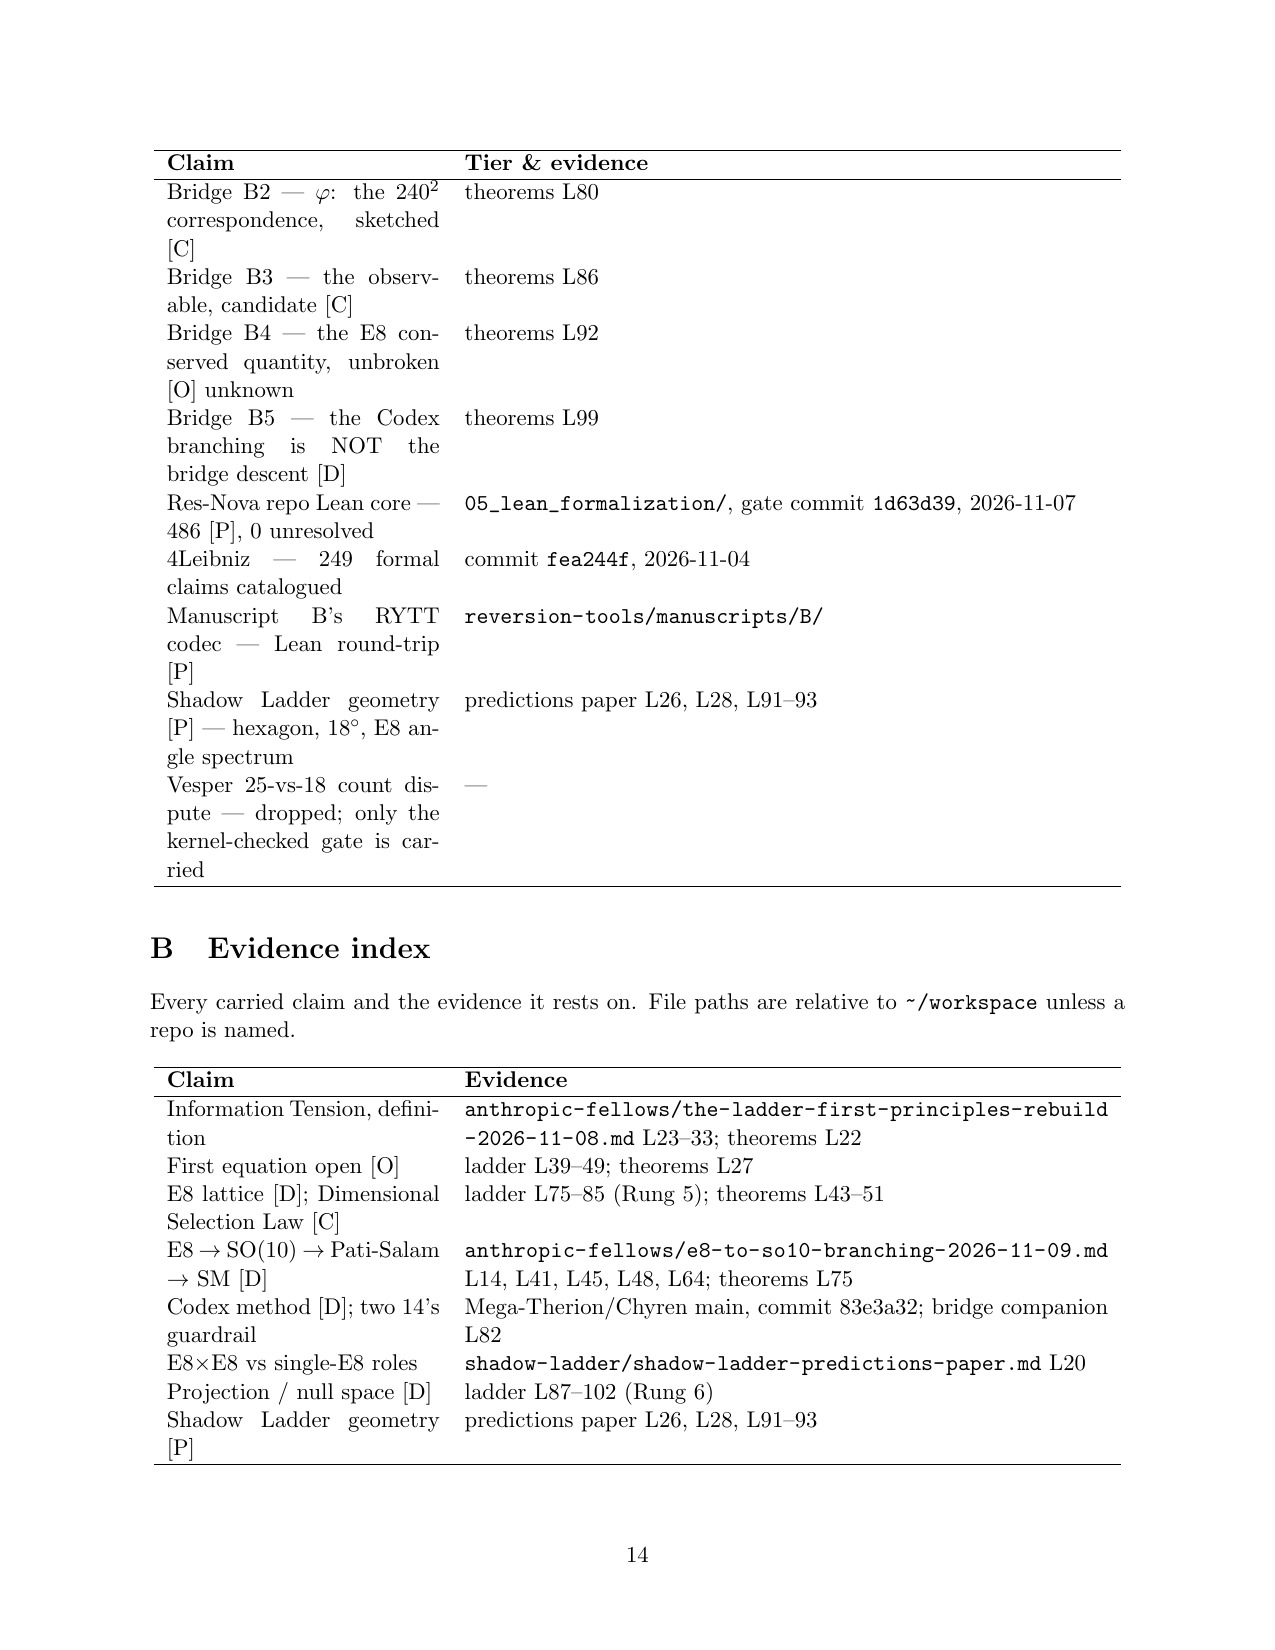 Claim Tier & evidence
Bridge B2 — φ: the 240² theorems L80
correspondence, sketched
[C]
Bridge B3 — the observ- theorems L86
able, candidate [C]
Bridge B4 — the E8 con- theorems L92
served quantity, unbroken
[O] unknown
Bridge B5 — the Codex theorems L99
branching is NOT the
bridge descent [D]
Res-Nova repo Lean core — 05_lean_formalization/, gate commit 1d63d39, 2026-11-07
486 [P], 0 unresolved
4Leibniz — 249 formal commit fea244f, 2026-11-04
claims catalogued
Manuscript B's RYTT reversion-tools/manuscripts/B/
codec — Lean round-trip
[P]
Shadow Ladder geometry predictions paper L26, L28, L91–93
[P] — hexagon, 18°, E8 an-
gle spectrum
Vesper 25-vs-18 count dis- —
pute — dropped; only the
kernel-checked gate is car-
ried
B Evidence index
Every carried claim and the evidence it rests on. File paths are relative to ~/workspace unless a
repo is named.
Claim Evidence
Information Tension, defini- anthropic-fellows/the-ladder-first-principles-rebuild
tion -2026-11-08.md L23–33; theorems L22
First equation open [O] ladder L39–49; theorems L27
E8 lattice [D]; Dimensional ladder L75–85 (Rung 5); theorems L43–51
Selection Law [C]
E8 → SO(10) → Pati-Salam anthropic-fellows/e8-to-so10-branching-2026-11-09.md
→ SM [D] L14, L41, L45, L48, L64; theorems L75
Codex method [D]; two 14's Mega-Therion/Chyren main, commit 83e3a32; bridge companion
guardrail L82
E8×E8 vs single-E8 roles shadow-ladder/shadow-ladder-predictions-paper.md L20
Projection / null space [D] ladder L87–102 (Rung 6)
Shadow Ladder geometry predictions paper L26, L28, L91–93
[P]
14